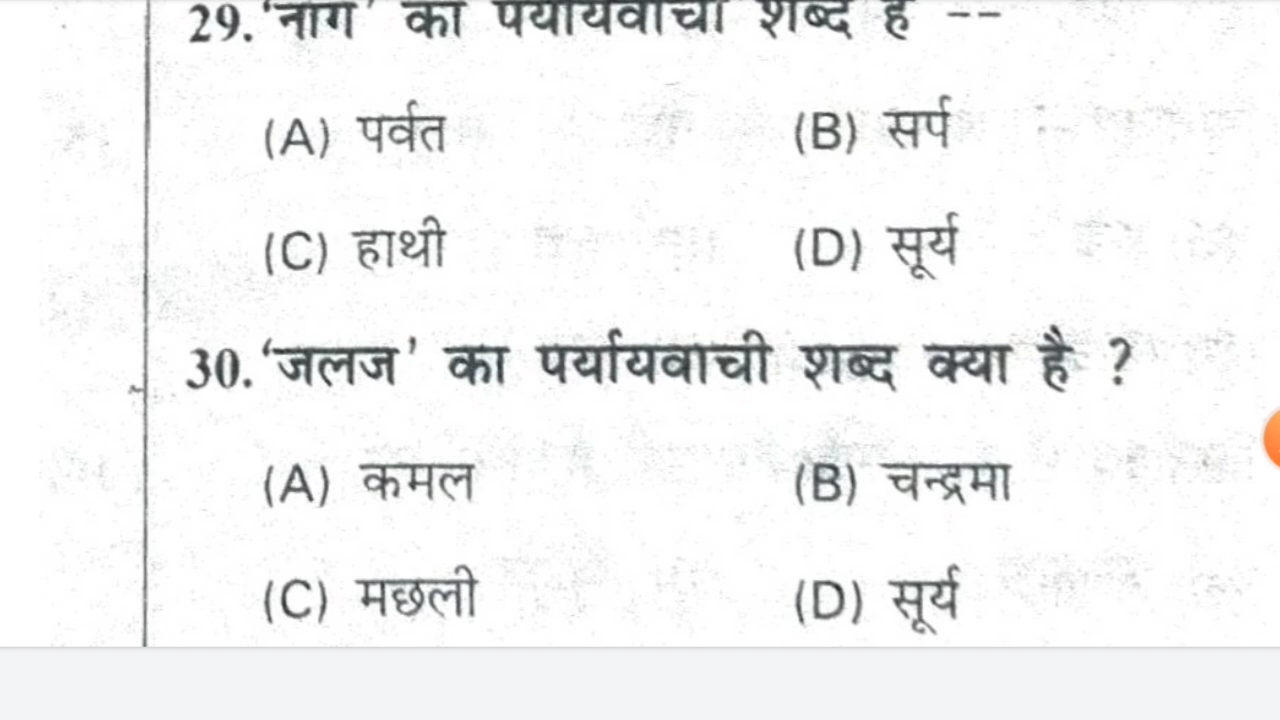 29. 'नाग' का पर्यायवाची शब्द है --
(A) पर्वत (B) सर्प
(C) हाथी (D) सूर्य
30. 'जलज' का पर्यायवाची शब्द क्या है ?
(A) कमल (B) चन्द्रमा
(C) मछली (D) सूर्य